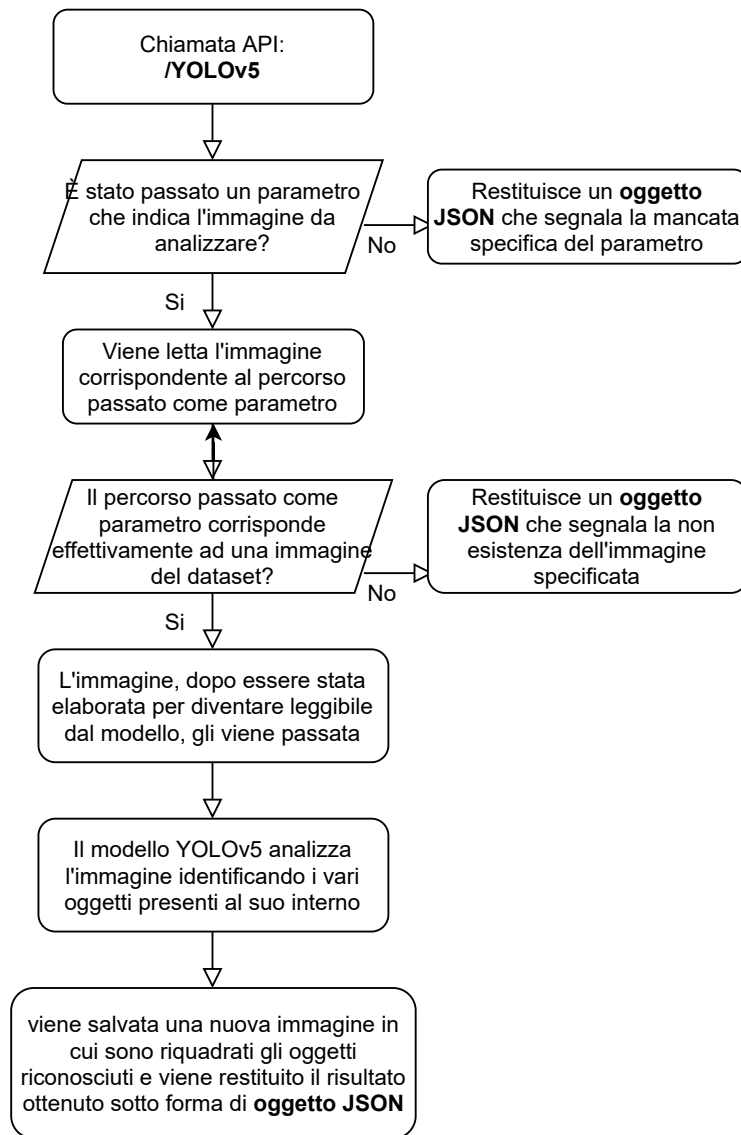 Chiamata API:
/YOLOv5
È stato passato un parametro
che indica l'immagine da
analizzare?
No
Restituisce un oggetto
JSON che segnala la mancata
specifica del parametro
Si
Viene letta l'immagine
corrispondente al percorso
passato come parametro
Il percorso passato come
parametro corrisponde
effettivamente ad una immagine
del dataset?
No
Restituisce un oggetto
JSON che segnala la non
esistenza dell'immagine
specificata
Si
L'immagine, dopo essere stata
elaborata per diventare leggibile
dal modello, gli viene passata
Il modello YOLOv5 analizza
l'immagine identificando i vari
oggetti presenti al suo interno
viene salvata una nuova immagine in
cui sono riquadrati gli oggetti
riconosciuti e viene restituito il risultato
ottenuto sotto forma di oggetto JSON